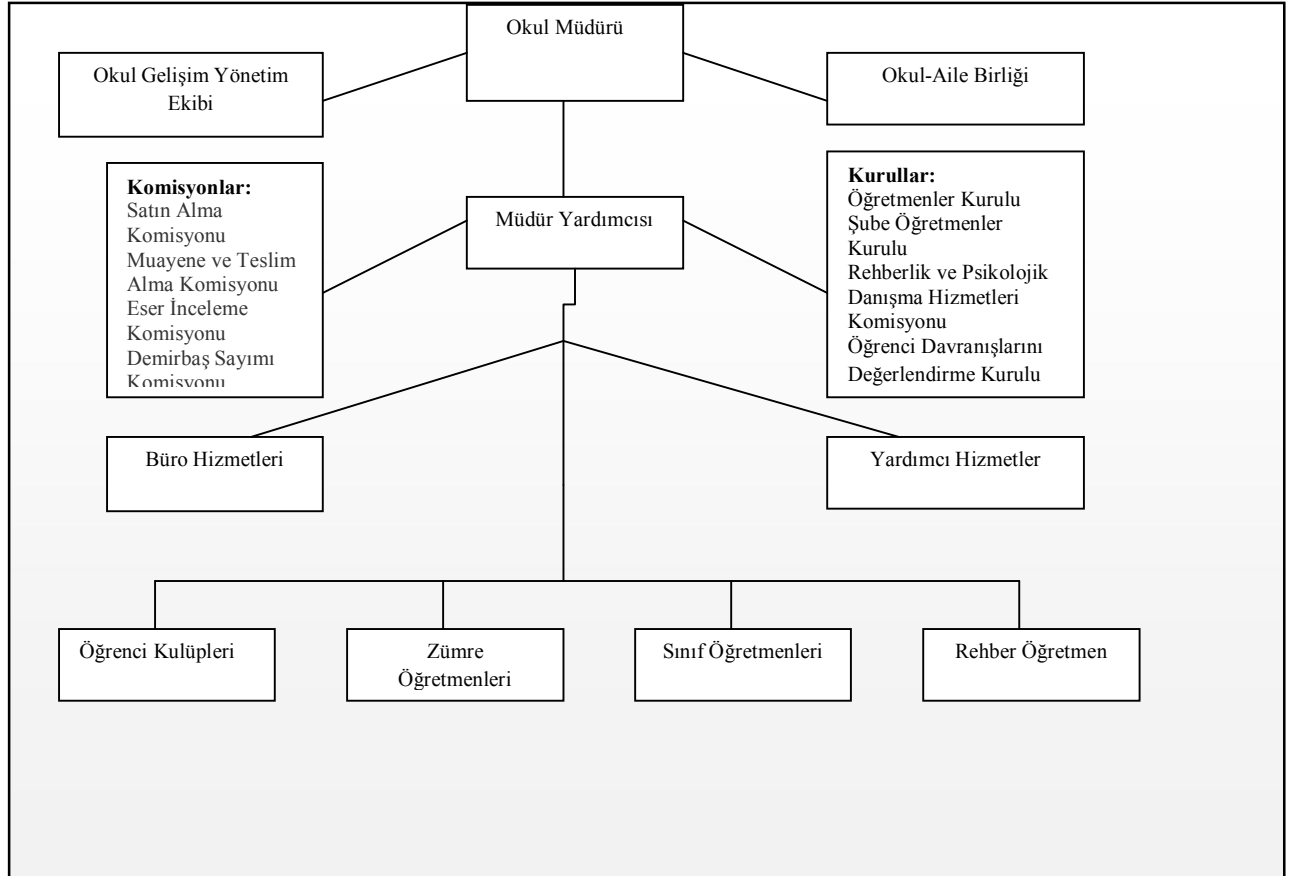 Okul Müdürü
Okul Gelişim Yönetim
Ekibi
Okul-Aile Birliği
Komisyonlar:
Satın Alma
Komisyonu
Muayene ve Teslim
Alma Komisyonu
Eser İnceleme
Komisyonu
Demirbaş Sayımı
Komisyonu
Müdür Yardımcısı
Kurullar:
Öğretmenler Kurulu
Şube Öğretmenler
Kurulu
Rehberlik ve Psikolojik
Danışma Hizmetleri
Komisyonu
Öğrenci Davranışlarını
Değerlendirme Kurulu
Büro Hizmetleri
Yardımcı Hizmetler
Öğrenci Kulüpleri
Zümre
Öğretmenleri
Sınıf Öğretmenleri
Rehber Öğretmen